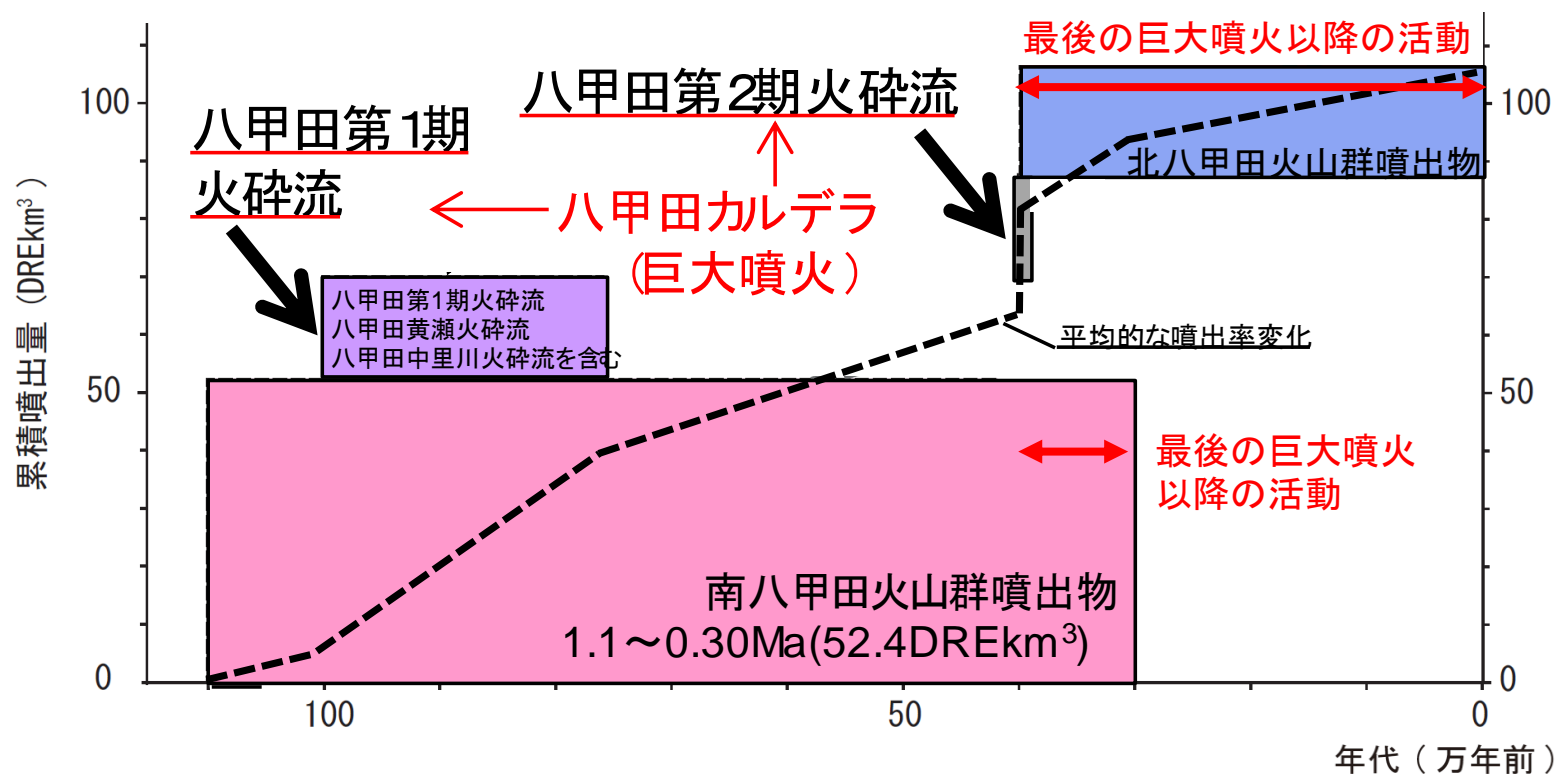 最後の巨大噴火以降の活動
八甲田第2期火砕流
八甲田第1期
火砕流
北八甲田火山群噴出物
八甲田カルデラ
(巨大噴火)
八甲田第1期火砕流
八甲田黄瀬火砕流
八甲田中里川火砕流を含む
平均的な噴出率変化
最後の巨大噴火
以降の活動
南八甲田火山群噴出物
1.1～0.30Ma(52.4DREkm³)
累積噴出量 (DREkm³)
100
50
0
100
50
0
100
50
0
年代 ( 万年前 )